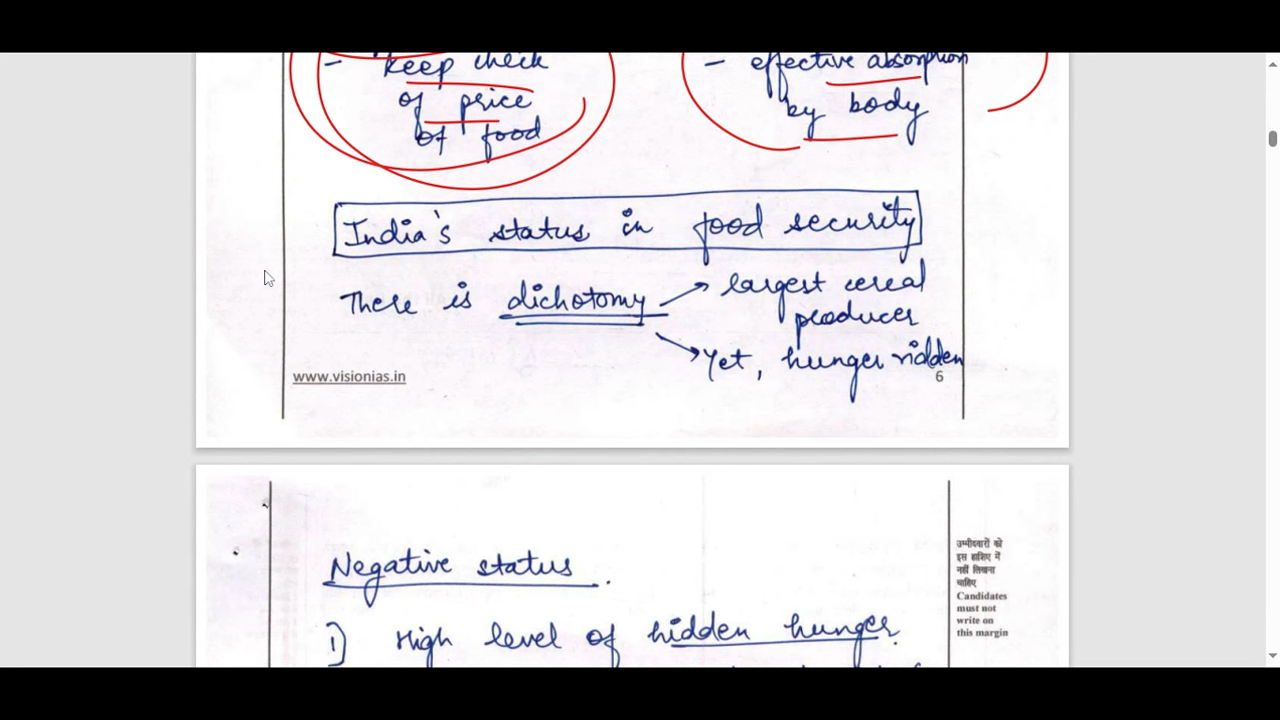 - keep check
of price
of food
- effective absorption
by body
India's status in food security
There is dichotomy → largest cereal
producer
→ Yet, hunger ridden
www.visionias.in
6
Negative status.
1) High level of hidden hunger.
उम्मीदवारों को
इस हाशिए में
नहीं लिखना
चाहिए
Candidates
must not
write on
this margin